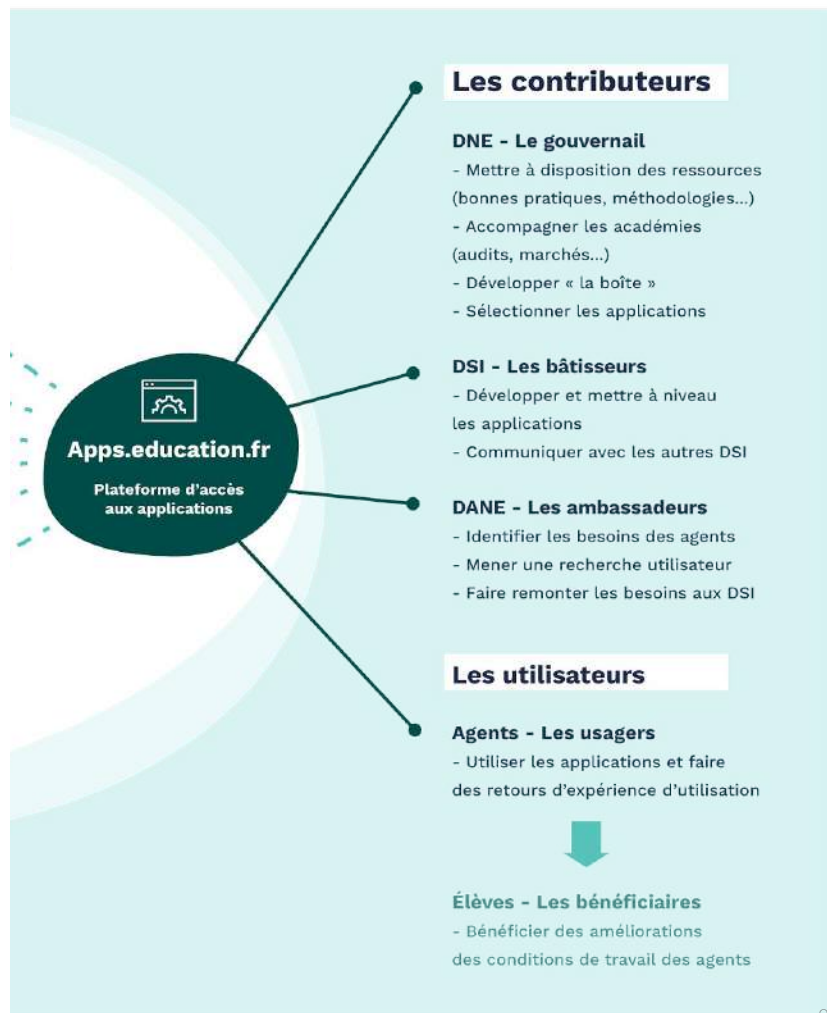 Les contributeurs
DNE - Le gouvernail
- Mettre à disposition des ressources
(bonnes pratiques, méthodologies...)
- Accompagner les académies
(audits, marchés...)
- Développer « la boîte »
- Sélectionner les applications
DSI - Les bâtisseurs
- Développer et mettre à niveau
les applications
- Communiquer avec les autres DSI
Apps.education.fr
Plateforme d'accès
aux applications
DANE - Les ambassadeurs
- Identifier les besoins des agents
- Mener une recherche utilisateur
- Faire remonter les besoins aux DSI
Les utilisateurs
Agents - Les usagers
- Utiliser les applications et faire
des retours d'expérience d'utilisation
Élèves - Les bénéficiaires
- Bénéficier des améliorations
des conditions de travail des agents